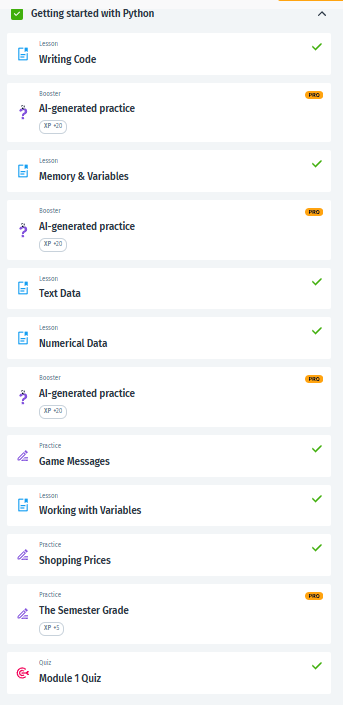 Getting started with Python
Lesson
Writing Code
Booster
PRO
AI-generated practice
XP +20
Lesson
Memory & Variables
Booster
PRO
AI-generated practice
XP +20
Lesson
Text Data
Lesson
Numerical Data
Booster
PRO
AI-generated practice
XP +20
Practice
Game Messages
Lesson
Working with Variables
Practice
Shopping Prices
Practice
PRO
The Semester Grade
XP +5
Quiz
Module 1 Quiz